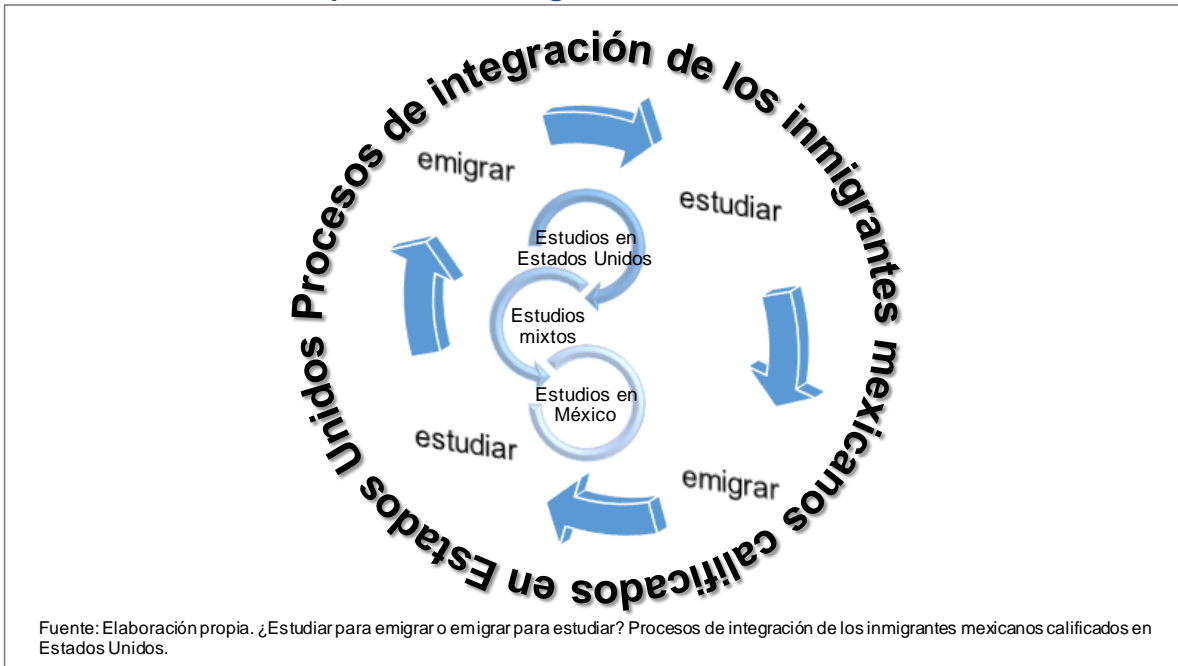 Procesos de integración de los inmigrantes mexicanos calificados en Estados Unidos
emigrar
estudiar
Estudios en
Estados Unidos
Estudios
mixtos
Estudios en
México
estudiar
emigrar
Fuente: Elaboración propia. ¿Estudiar para emigrar o emigrar para estudiar? Procesos de integración de los inmigrantes mexicanos calificados en
Estados Unidos.